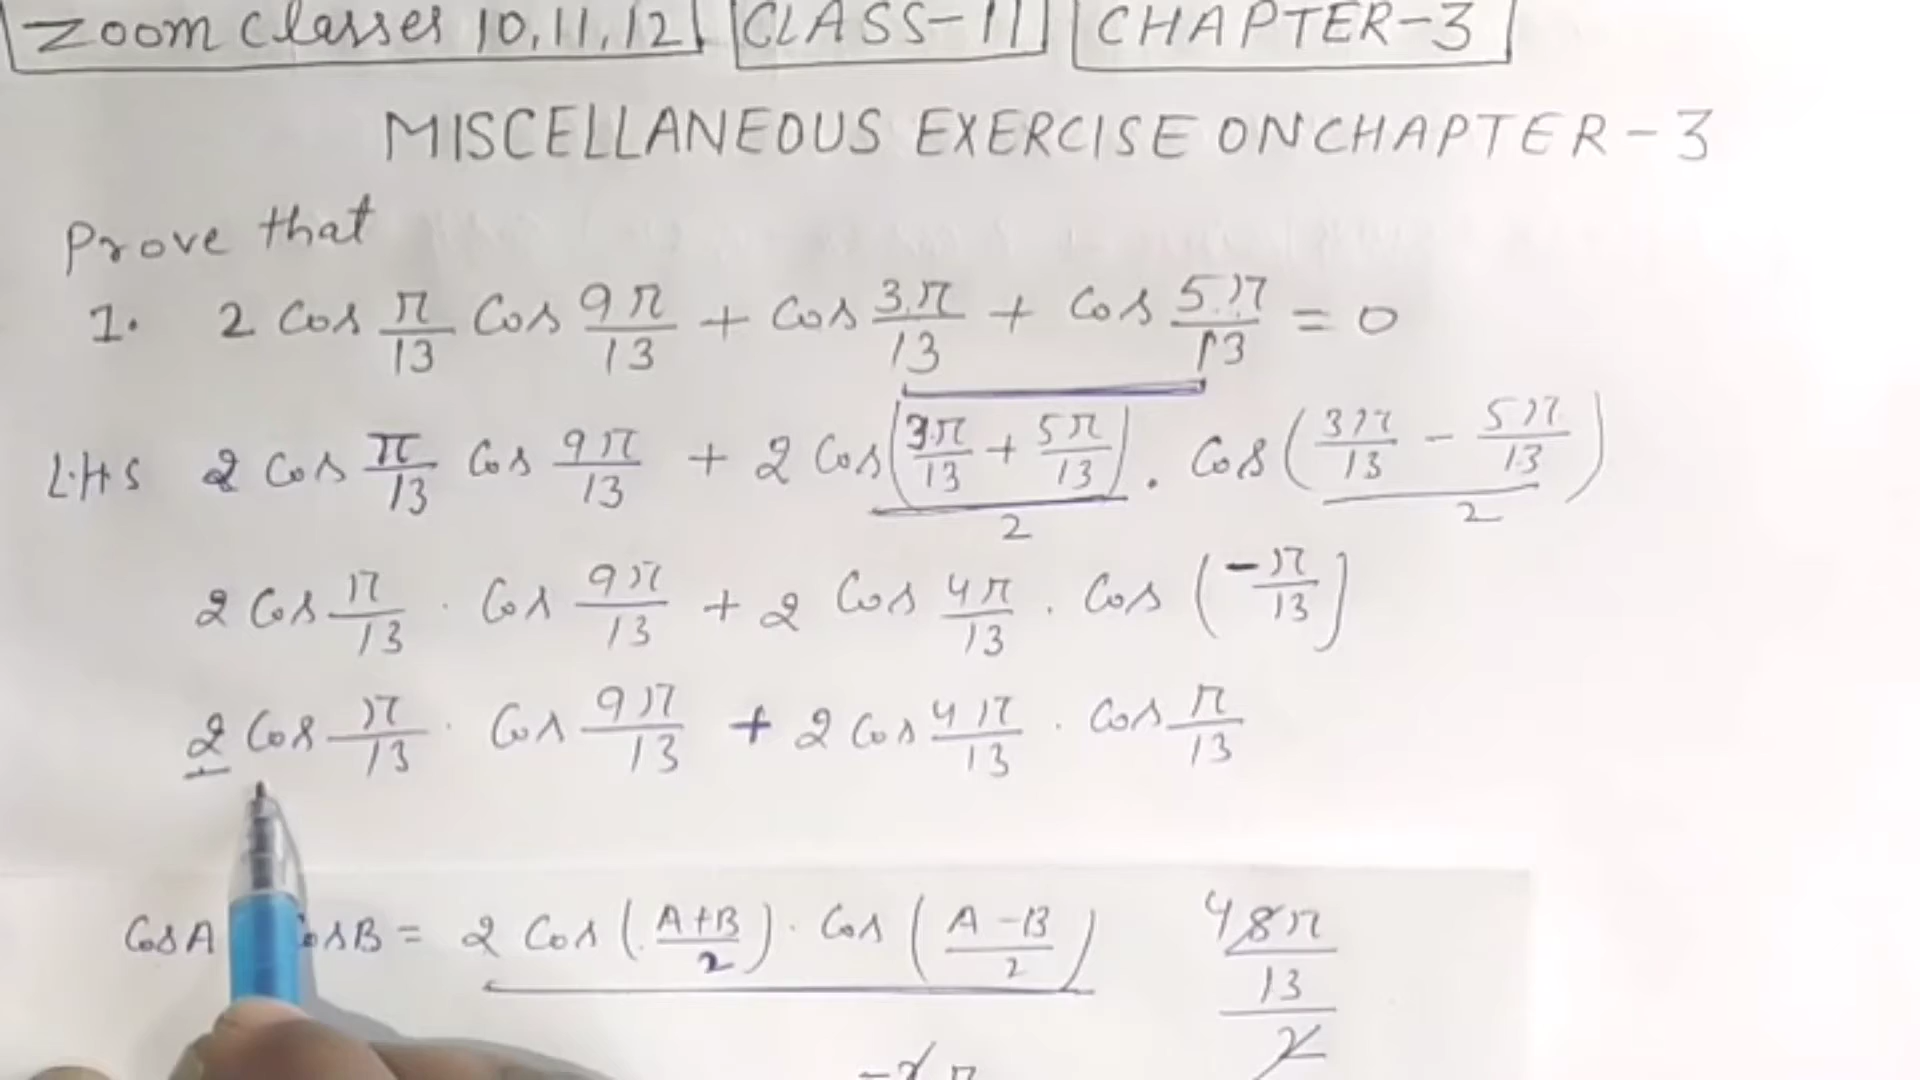 Zoom Classes 10,11,12 CLASS-11 CHAPTER-3
MISCELLANEOUS EXERCISE ON CHAPTER-3
Prove that
1. 2 Cos π/13 Cos 9π/13 + Cos 3π/13 + Cos 5π/13 = 0
L.H.S 2 Cos π/13 Cos 9π/13 + 2 Cos (3π/13 + 5π/13)/2 . Cos (3π/13 - 5π/13)/2
2 Cos π/13 . Cos 9π/13 + 2 Cos 4π/13 . Cos (-π/13)
2 Cos π/13 . Cos 9π/13 + 2 Cos 4π/13 . Cos π/13
CosA CosB = 2 Cos (A+B/2) . Cos (A-B/2) 4 8π/13/2